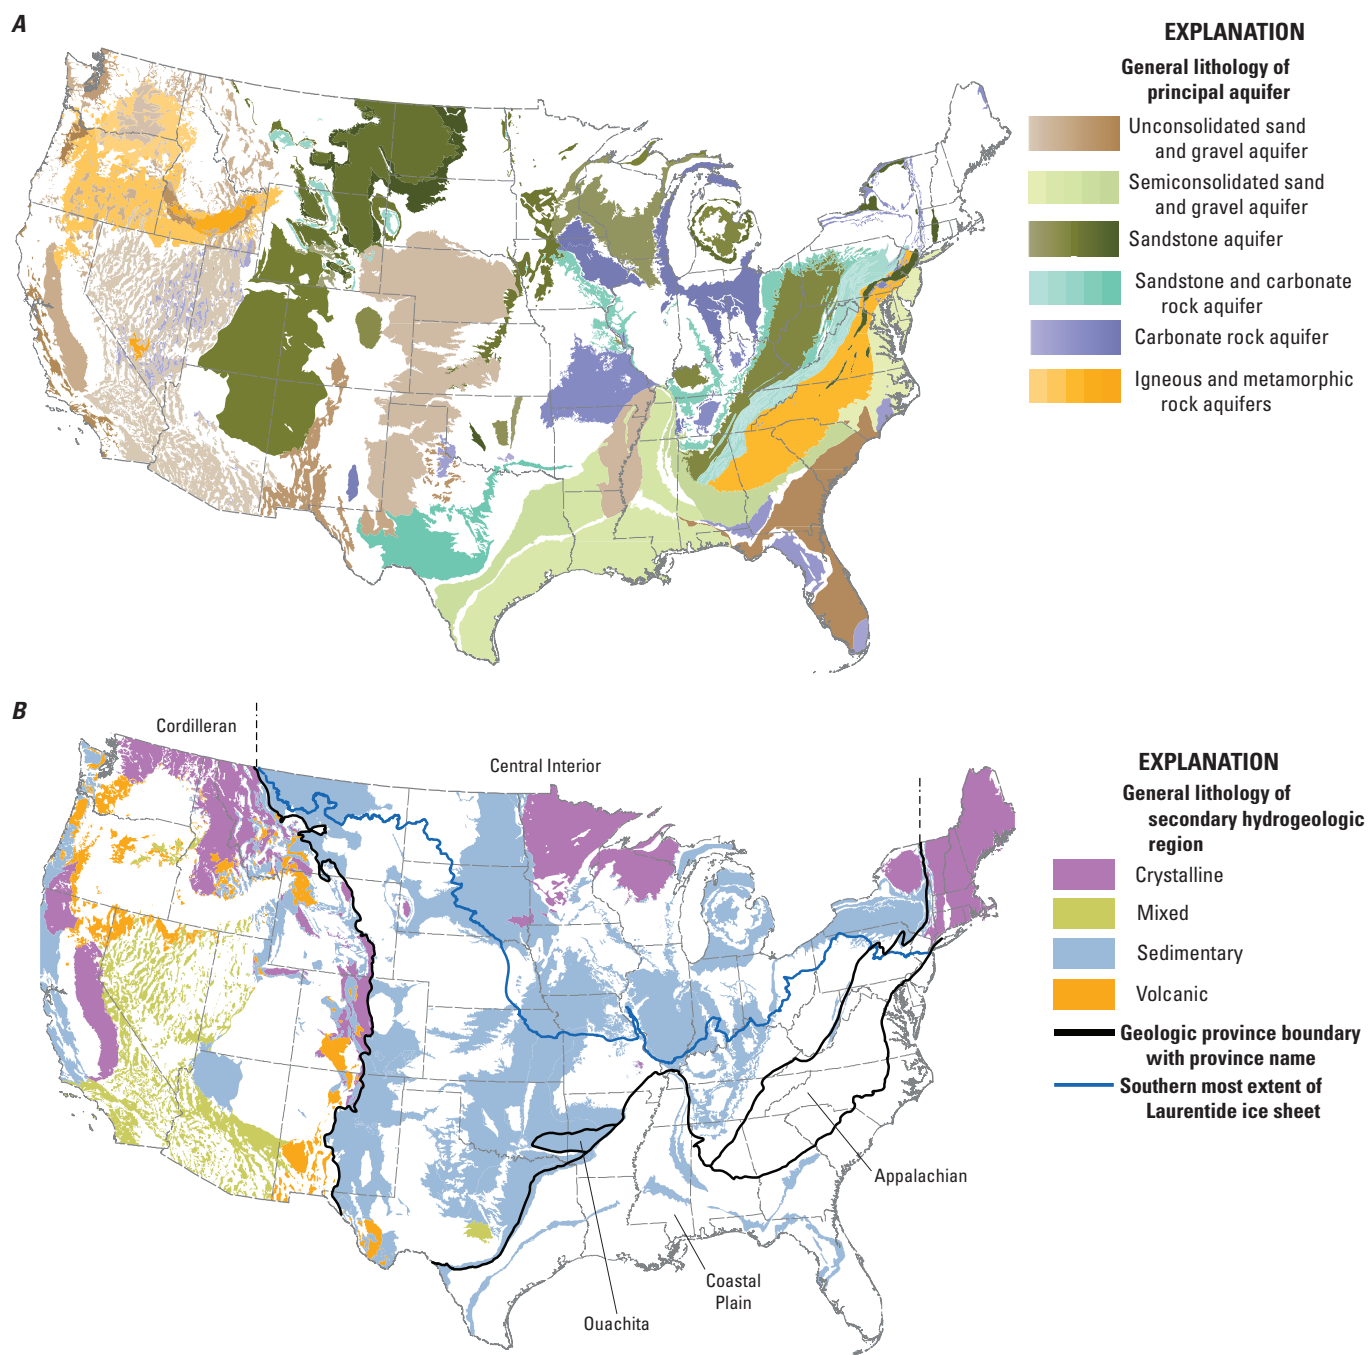 A
EXPLANATION
General lithology of
principal aquifer
Unconsolidated sand
and gravel aquifer
Semiconsolidated sand
and gravel aquifer
Sandstone aquifer
Sandstone and carbonate
rock aquifer
Carbonate rock aquifer
Igneous and metamorphic
rock aquifers
B
Cordilleran
Central Interior
Appalachian
Coastal
Plain
Ouachita
EXPLANATION
General lithology of
secondary hydrogeologic
region
Crystalline
Mixed
Sedimentary
Volcanic
Geologic province boundary
with province name
Southern most extent of
Laurentide ice sheet